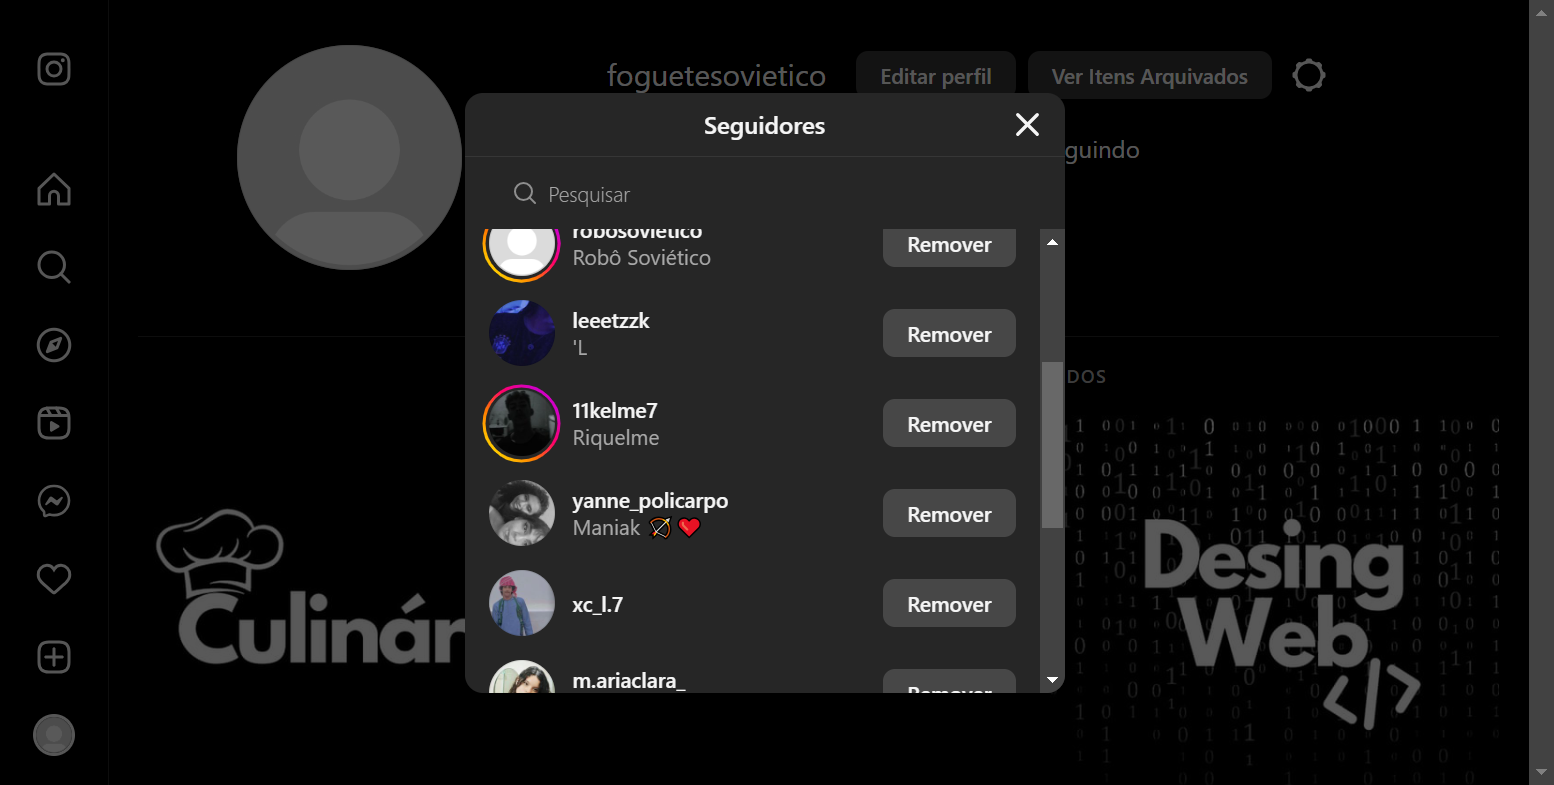 foguetesovietico
Editar perfil
Ver Itens Arquivados
Seguidores
guindo
Pesquisar
robosovietico
Robô Soviético
Remover
leeetzzk
'L
Remover
DOS
11kelme7
Riquelme
Remover
yanne_policarpo
Maniak 🏹❤️
Remover
xc_l.7
Remover
m.ariaclara_
Remover
Culinár
Desing
Web
</>